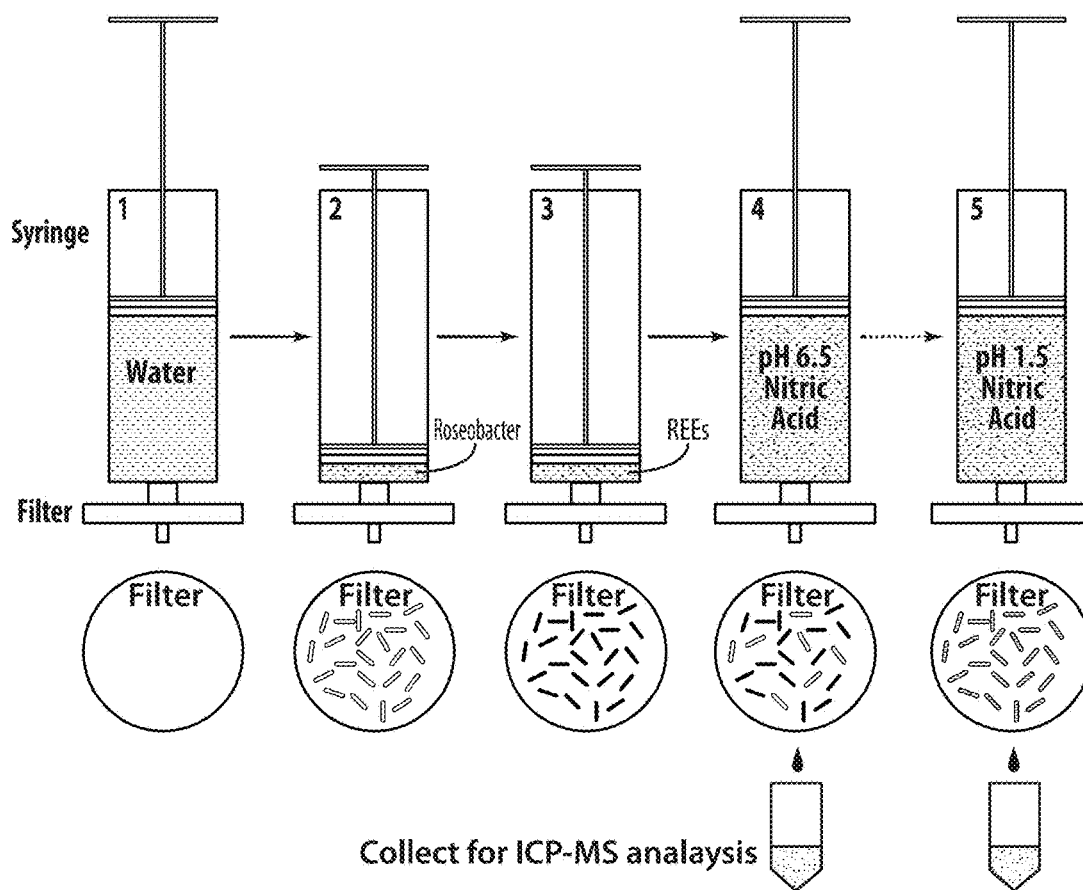 1
2
3
4
5
Syringe
Water
Roseobacter
REEs
pH 6.5
Nitric
Acid
pH 1.5
Nitric
Acid
Filter
Filter
Filter
Filter
Filter
Filter
Collect for ICP-MS analaysis